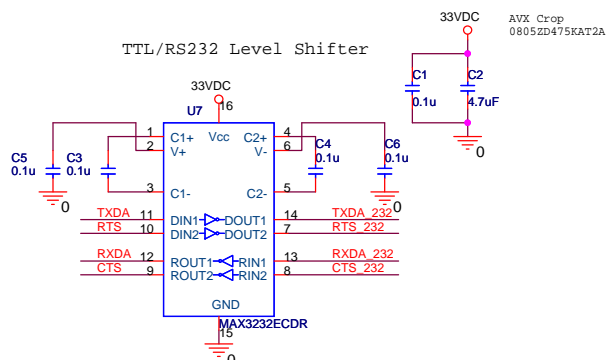 33VDC
AVX Crop
0805ZD475KAT2A
TTL/RS232 Level Shifter
C1
0.1u
C2
4.7uF
0
33VDC
U7
16
1
C1+
Vcc
C2+
4
2
V+
V-
6
C5
0.1u
C3
0.1u
C4
0.1u
C6
0.1u
3
C1-
C2-
5
0
0
TXDA
11
DIN1
DOUT1
14
TXDA_232
RTS
10
DIN2
DOUT2
7
RTS_232
RXDA
12
ROUT1
RIN1
13
RXDA_232
CTS
9
ROUT2
RIN2
8
CTS_232
GND
MAX3232ECDR
15
0